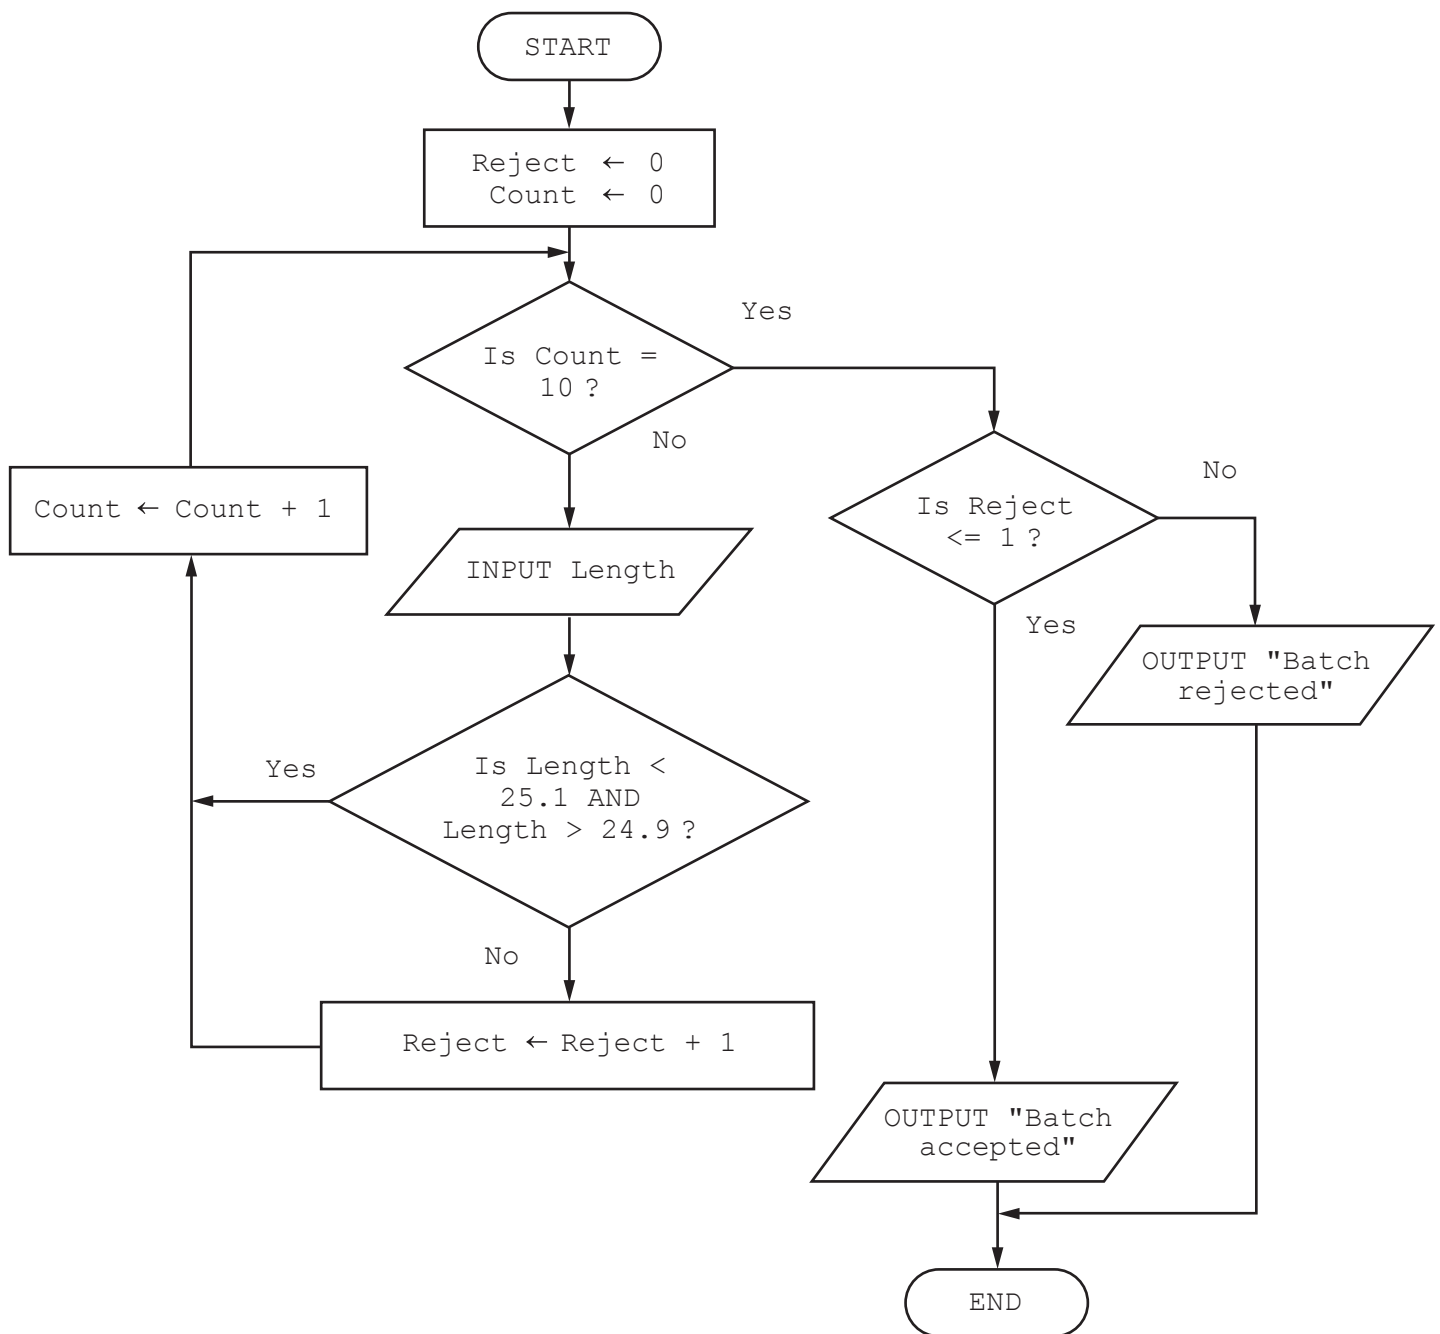 START
Reject ← 0
Count ← 0
Yes
Is Count =
10 ?
No
Count ← Count + 1
INPUT Length
No
Is Reject
<= 1 ?
Yes
OUTPUT "Batch
rejected"
Yes
Is Length <
25.1 AND
Length > 24.9 ?
No
Reject ← Reject + 1
OUTPUT "Batch
accepted"
END